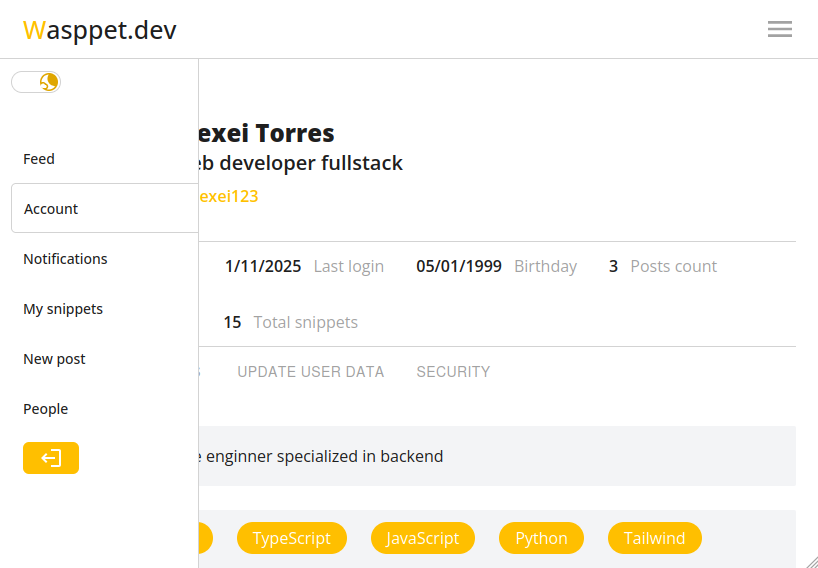 Wasppet.dev
Feed
Account
Notifications
My snippets
New post
People
exei Torres
eb developer fullstack
exei123
1/11/2025 Last login 05/01/1999 Birthday 3 Posts count
15 Total snippets
UPDATE USER DATA SECURITY
e enginner specialized in backend
TypeScript JavaScript Python Tailwind